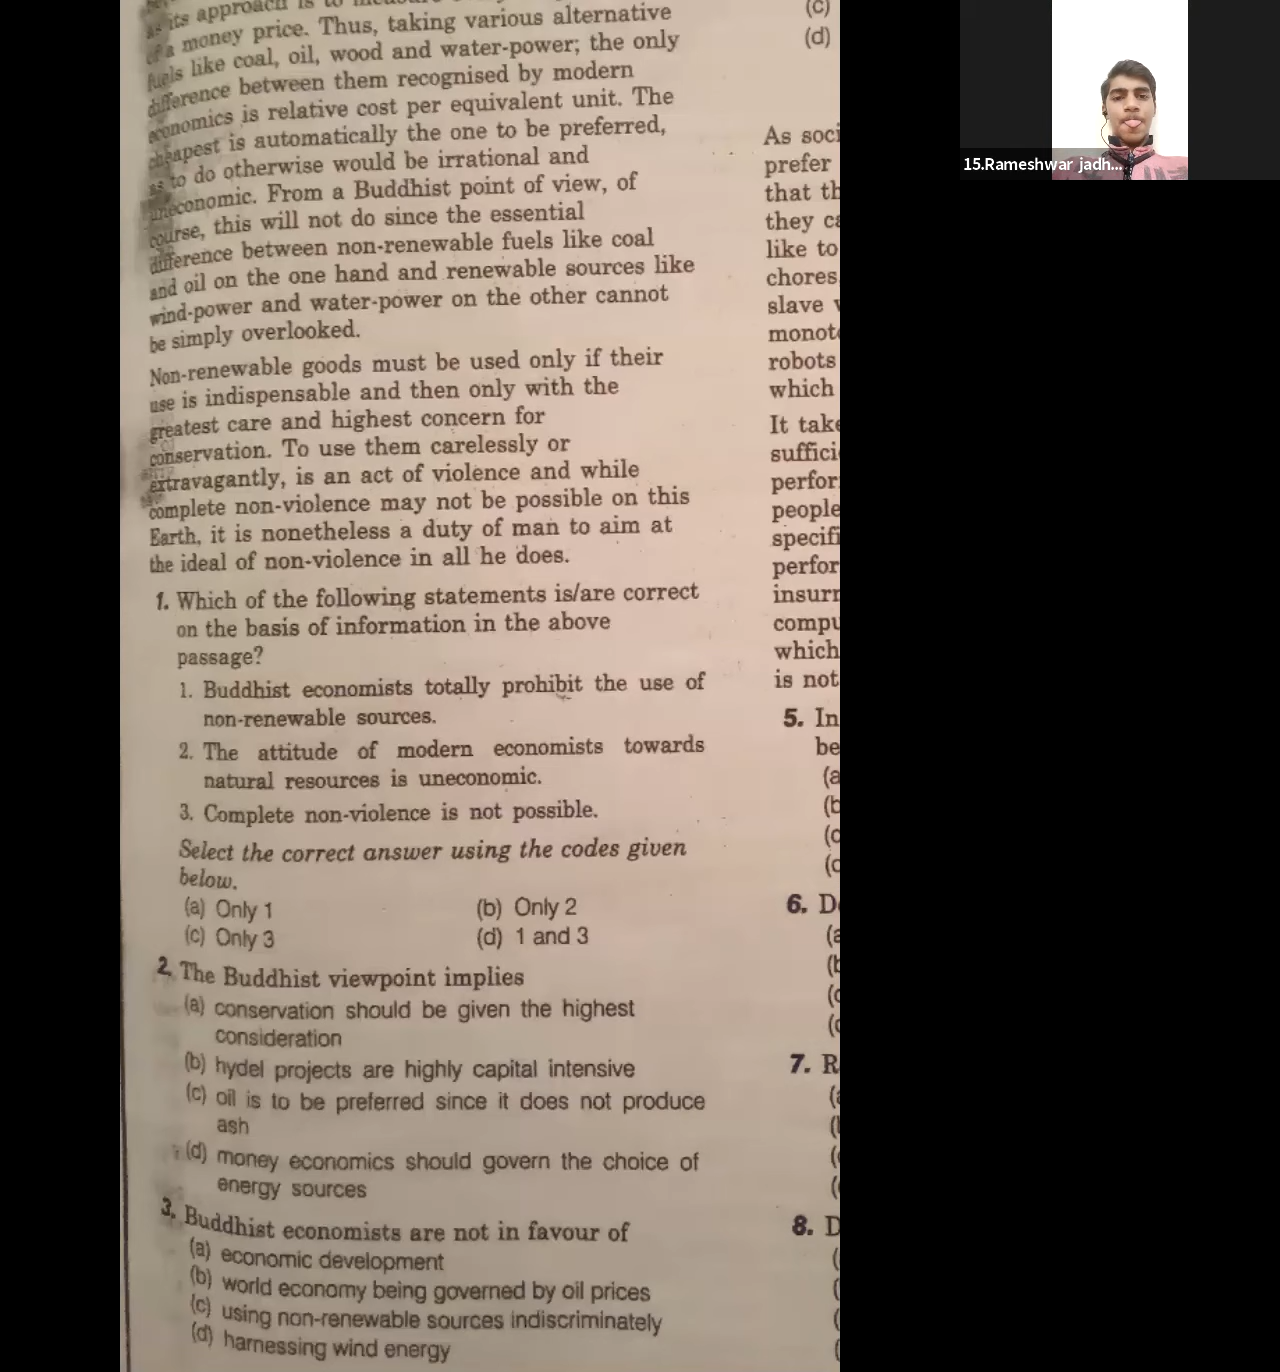 as its approach is to
of a money price. Thus, taking various alternative
fuels like coal, oil, wood and water-power; the only
difference between them recognised by modern
economics is relative cost per equivalent unit. The
cheapest is automatically the one to be preferred,
as to do otherwise would be irrational and
uneconomic. From a Buddhist point of view, of
course, this will not do since the essential
difference between non-renewable fuels like coal
and oil on the one hand and renewable sources like
wind-power and water-power on the other cannot
be simply overlooked.
Non-renewable goods must be used only if their
use is indispensable and then only with the
greatest care and highest concern for
conservation. To use them carelessly or
extravagantly, is an act of violence and while
complete non-violence may not be possible on this
Earth, it is nonetheless a duty of man to aim at
the ideal of non-violence in all he does.
1. Which of the following statements is/are correct
on the basis of information in the above
passage?
1. Buddhist economists totally prohibit the use of
non-renewable sources.
2. The attitude of modern economists towards
natural resources is uneconomic.
3. Complete non-violence is not possible.
Select the correct answer using the codes given
below.
(a) Only 1 (b) Only 2
(c) Only 3 (d) 1 and 3
2. The Buddhist viewpoint implies
(a) conservation should be given the highest
consideration
(b) hydel projects are highly capital intensive
(c) oil is to be preferred since it does not produce
ash
(d) money economics should govern the choice of
energy sources
3. Buddhist economists are not in favour of
(a) economic development
(b) world economy being governed by oil prices
(c) using non-renewable sources indiscriminately
(d) harnessing wind energy
(c)
(d)
As soci
prefer
that th
they ca
like to
chores
slave
monoto
robots
which
It take
suffici
perfor
people
specifi
perfor
insurr
compu
which
is not
5. In
be
6. D
7. R
8. D
15.Rameshwar jadh...